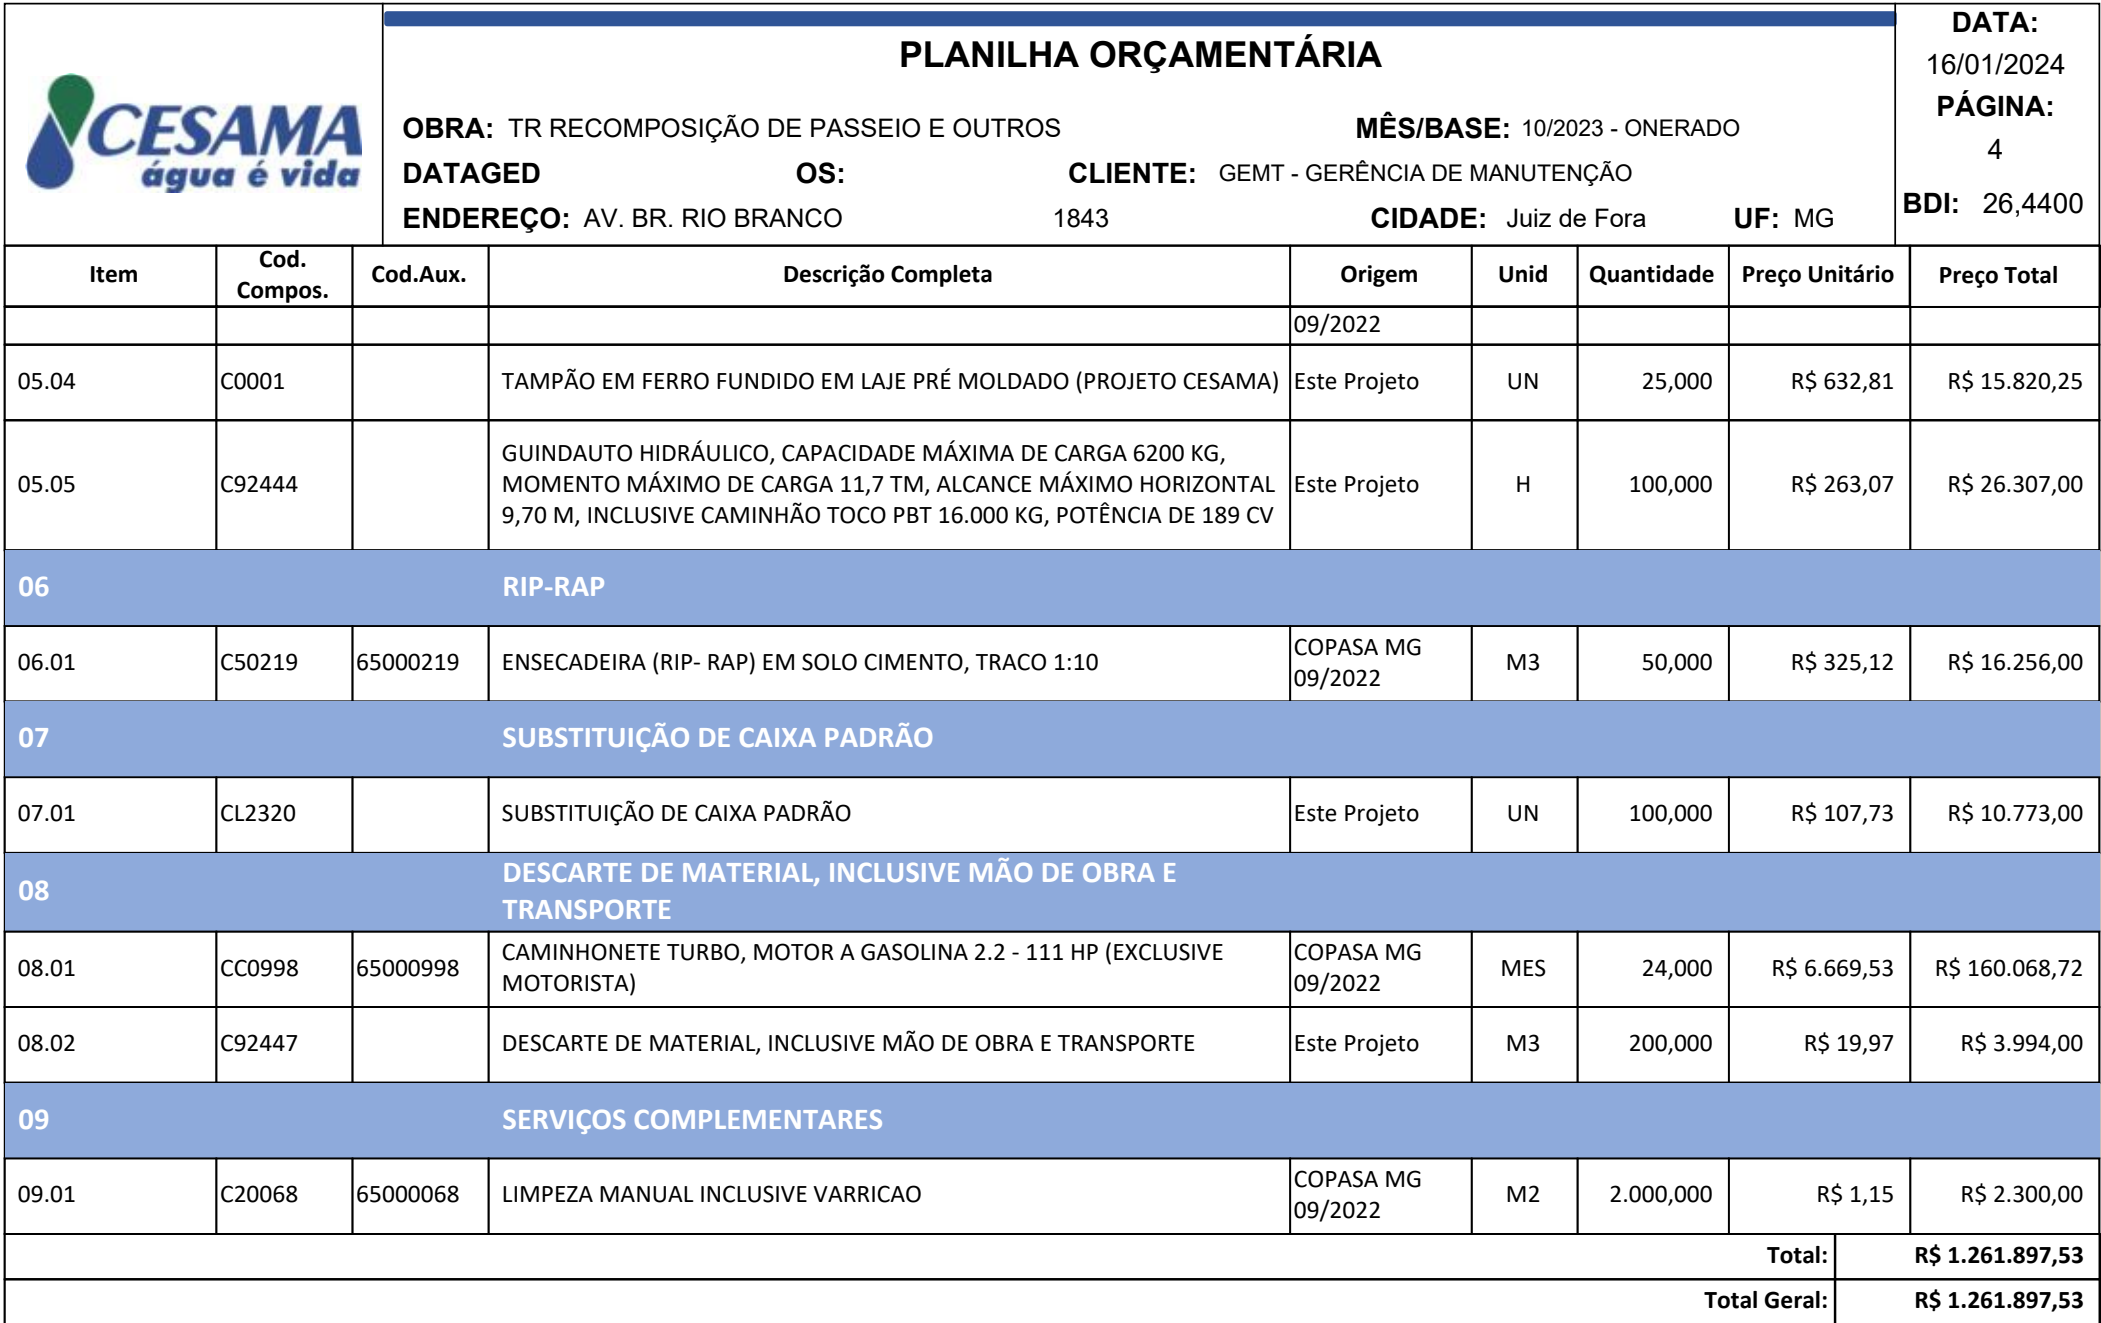 CESAMA
água é vida
PLANILHA ORÇAMENTÁRIA
OBRA: TR RECOMPOSIÇÃO DE PASSEIO E OUTROS MÊS/BASE: 10/2023 - ONERADO
DATAGED OS: CLIENTE: GEMT - GERÊNCIA DE MANUTENÇÃO
ENDEREÇO: AV. BR. RIO BRANCO 1843 CIDADE: Juiz de Fora UF: MG
DATA:
16/01/2024
PÁGINA:
4
BDI: 26,4400
Item Cod. Compos. Cod.Aux. Descrição Completa Origem Unid Quantidade Preço Unitário Preço Total
09/2022
05.04 C0001 TAMPÃO EM FERRO FUNDIDO EM LAJE PRÉ MOLDADO (PROJETO CESAMA) Este Projeto UN 25,000 R$ 632,81 R$ 15.820,25
GUINDAUTO HIDRÁULICO, CAPACIDADE MÁXIMA DE CARGA 6200 KG,
05.05 C92444 MOMENTO MÁXIMO DE CARGA 11,7 TM, ALCANCE MÁXIMO HORIZONTAL Este Projeto H 100,000 R$ 263,07 R$ 26.307,00
9,70 M, INCLUSIVE CAMINHÃO TOCO PBT 16.000 KG, POTÊNCIA DE 189 CV
06 RIP-RAP
06.01 C50219 65000219 ENSECADEIRA (RIP- RAP) EM SOLO CIMENTO, TRACO 1:10 COPASA MG 09/2022 M3 50,000 R$ 325,12 R$ 16.256,00
07 SUBSTITUIÇÃO DE CAIXA PADRÃO
07.01 CL2320 SUBSTITUIÇÃO DE CAIXA PADRÃO Este Projeto UN 100,000 R$ 107,73 R$ 10.773,00
08 DESCARTE DE MATERIAL, INCLUSIVE MÃO DE OBRA E
TRANSPORTE
08.01 CC0998 65000998 CAMINHONETE TURBO, MOTOR A GASOLINA 2.2 - 111 HP (EXCLUSIVE
MOTORISTA) COPASA MG 09/2022 MES 24,000 R$ 6.669,53 R$ 160.068,72
08.02 C92447 DESCARTE DE MATERIAL, INCLUSIVE MÃO DE OBRA E TRANSPORTE Este Projeto M3 200,000 R$ 19,97 R$ 3.994,00
09 SERVIÇOS COMPLEMENTARES
09.01 C20068 65000068 LIMPEZA MANUAL INCLUSIVE VARRICAO COPASA MG 09/2022 M2 2.000,000 R$ 1,15 R$ 2.300,00
Total: R$ 1.261.897,53
Total Geral: R$ 1.261.897,53